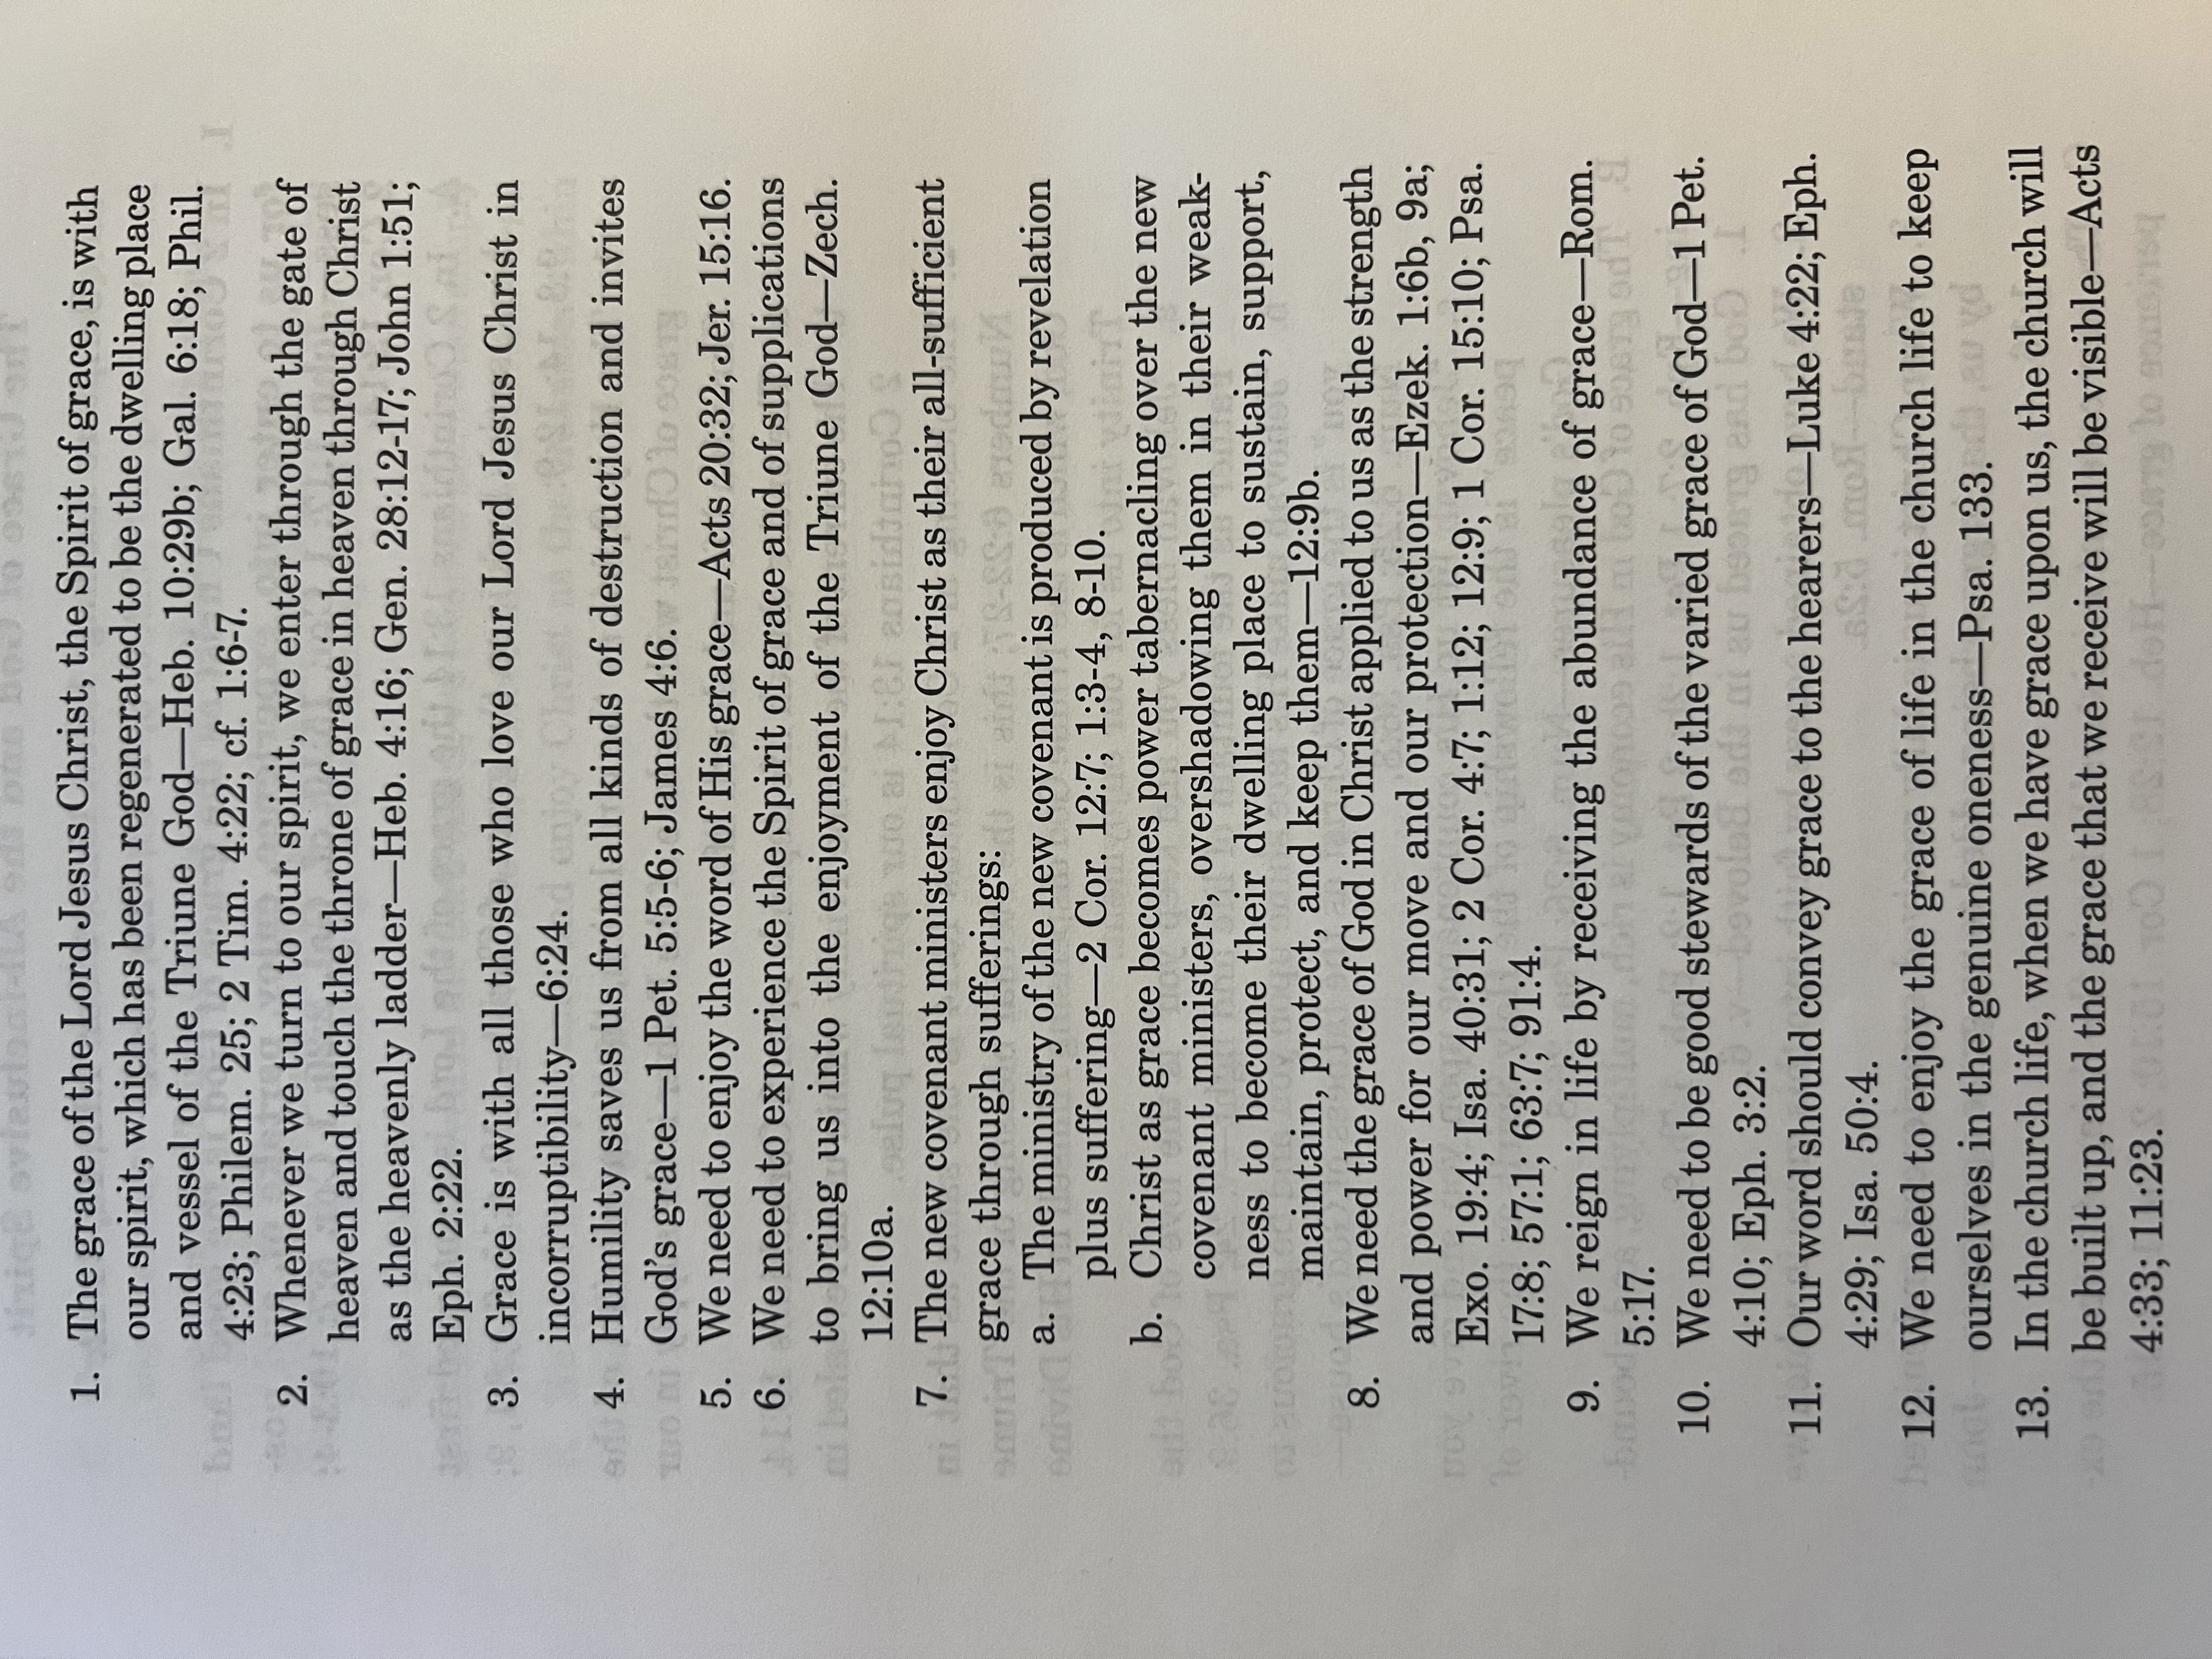 1. The grace of the Lord Jesus Christ, the Spirit of grace, is with
our spirit, which has been regenerated to be the dwelling place
and vessel of the Triune God—Heb. 10:29b; Gal. 6:18; Phil.
4:23; Philem. 25; 2 Tim. 4:22; cf. 1:6-7.
2. Whenever we turn to our spirit, we enter through the gate of
heaven and touch the throne of grace in heaven through Christ
as the heavenly ladder—Heb. 4:16; Gen. 28:12-17; John 1:51;
Eph. 2:22.
3. Grace is with all those who love our Lord Jesus Christ in
incorruptibility—6:24.
4. Humility saves us from all kinds of destruction and invites
God’s grace—1 Pet. 5:5-6; James 4:6.
5. We need to enjoy the word of His grace—Acts 20:32; Jer. 15:16.
6. We need to experience the Spirit of grace and of supplications
to bring us into the enjoyment of the Triune God—Zech.
12:10a.
7. The new covenant ministers enjoy Christ as their all-sufficient
grace through sufferings:
a. The ministry of the new covenant is produced by revelation
plus suffering—2 Cor. 12:7; 1:3-4, 8-10.
b. Christ as grace becomes power tabernacling over the new
covenant ministers, overshadowing them in their weak-
ness to become their dwelling place to sustain, support,
maintain, protect, and keep them—12:9b.
8. We need the grace of God in Christ applied to us as the strength
and power for our move and our protection—Ezek. 1:6b, 9a;
Exo. 19:4; Isa. 40:31; 2 Cor. 4:7; 1:12; 12:9; 1 Cor. 15:10; Psa.
17:8; 57:1; 63:7; 91:4.
9. We reign in life by receiving the abundance of grace—Rom.
5:17.
10. We need to be good stewards of the varied grace of God—1 Pet.
4:10; Eph. 3:2.
11. Our word should convey grace to the hearers—Luke 4:22; Eph.
4:29; Isa. 50:4.
12. We need to enjoy the grace of life in the church life to keep
ourselves in the genuine oneness—Psa. 133.
13. In the church life, when we have grace upon us, the church will
be built up, and the grace that we receive will be visible—Acts
4:33; 11:23.